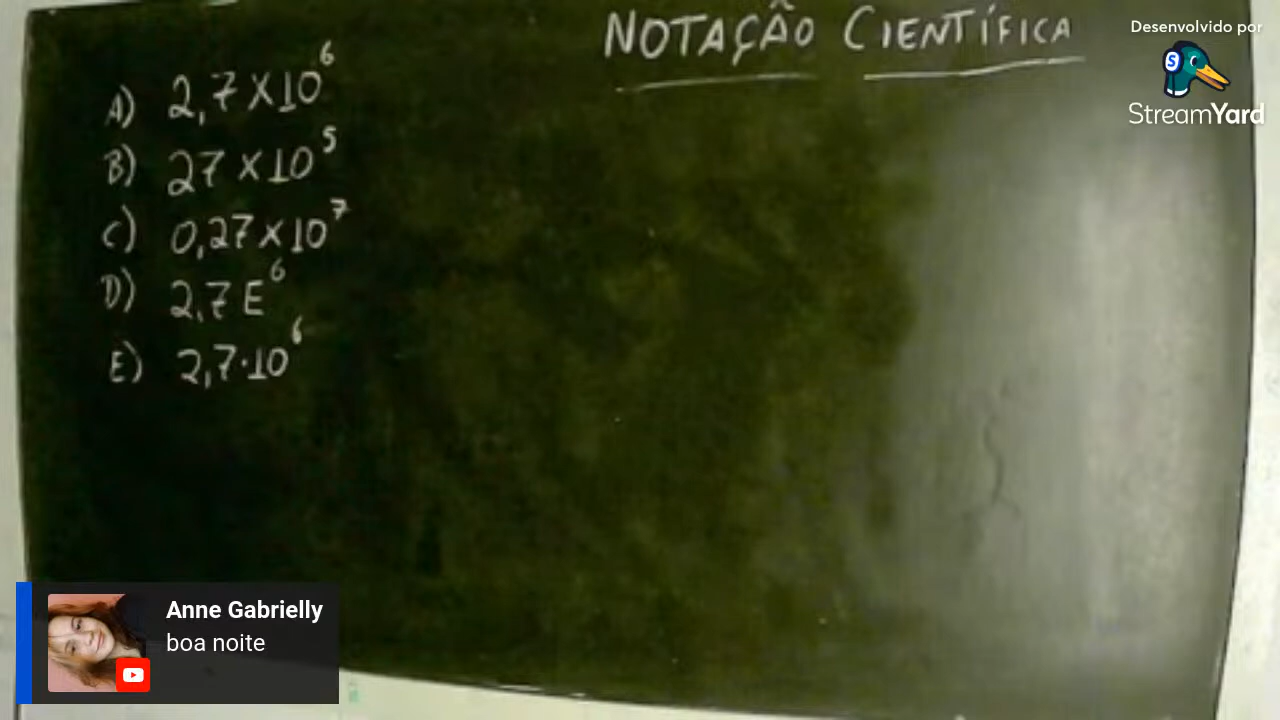 NOTAÇÃO CIENTÍFICA
A) 2,7 X 10⁶
B) 27 X 10⁵
C) 0,27 X 10⁷
D) 2,7 E⁶
E) 2,7·10⁶
Desenvolvido por
S
StreamYard
Anne Gabrielly
boa noite